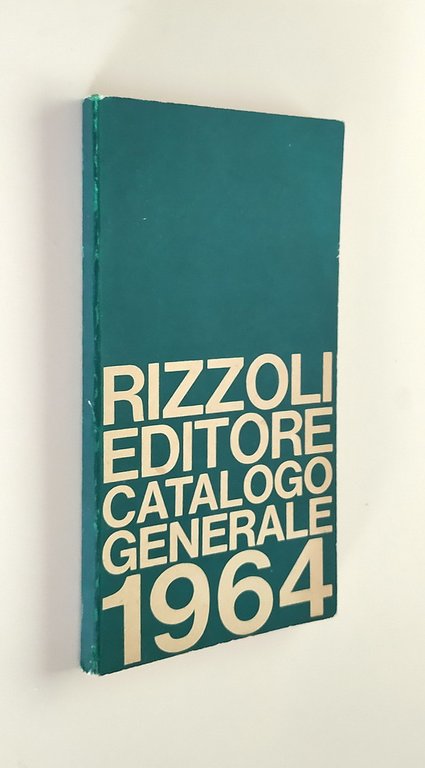 RIZZOLI
EDITORE
CATALOGO
GENERALE
1964